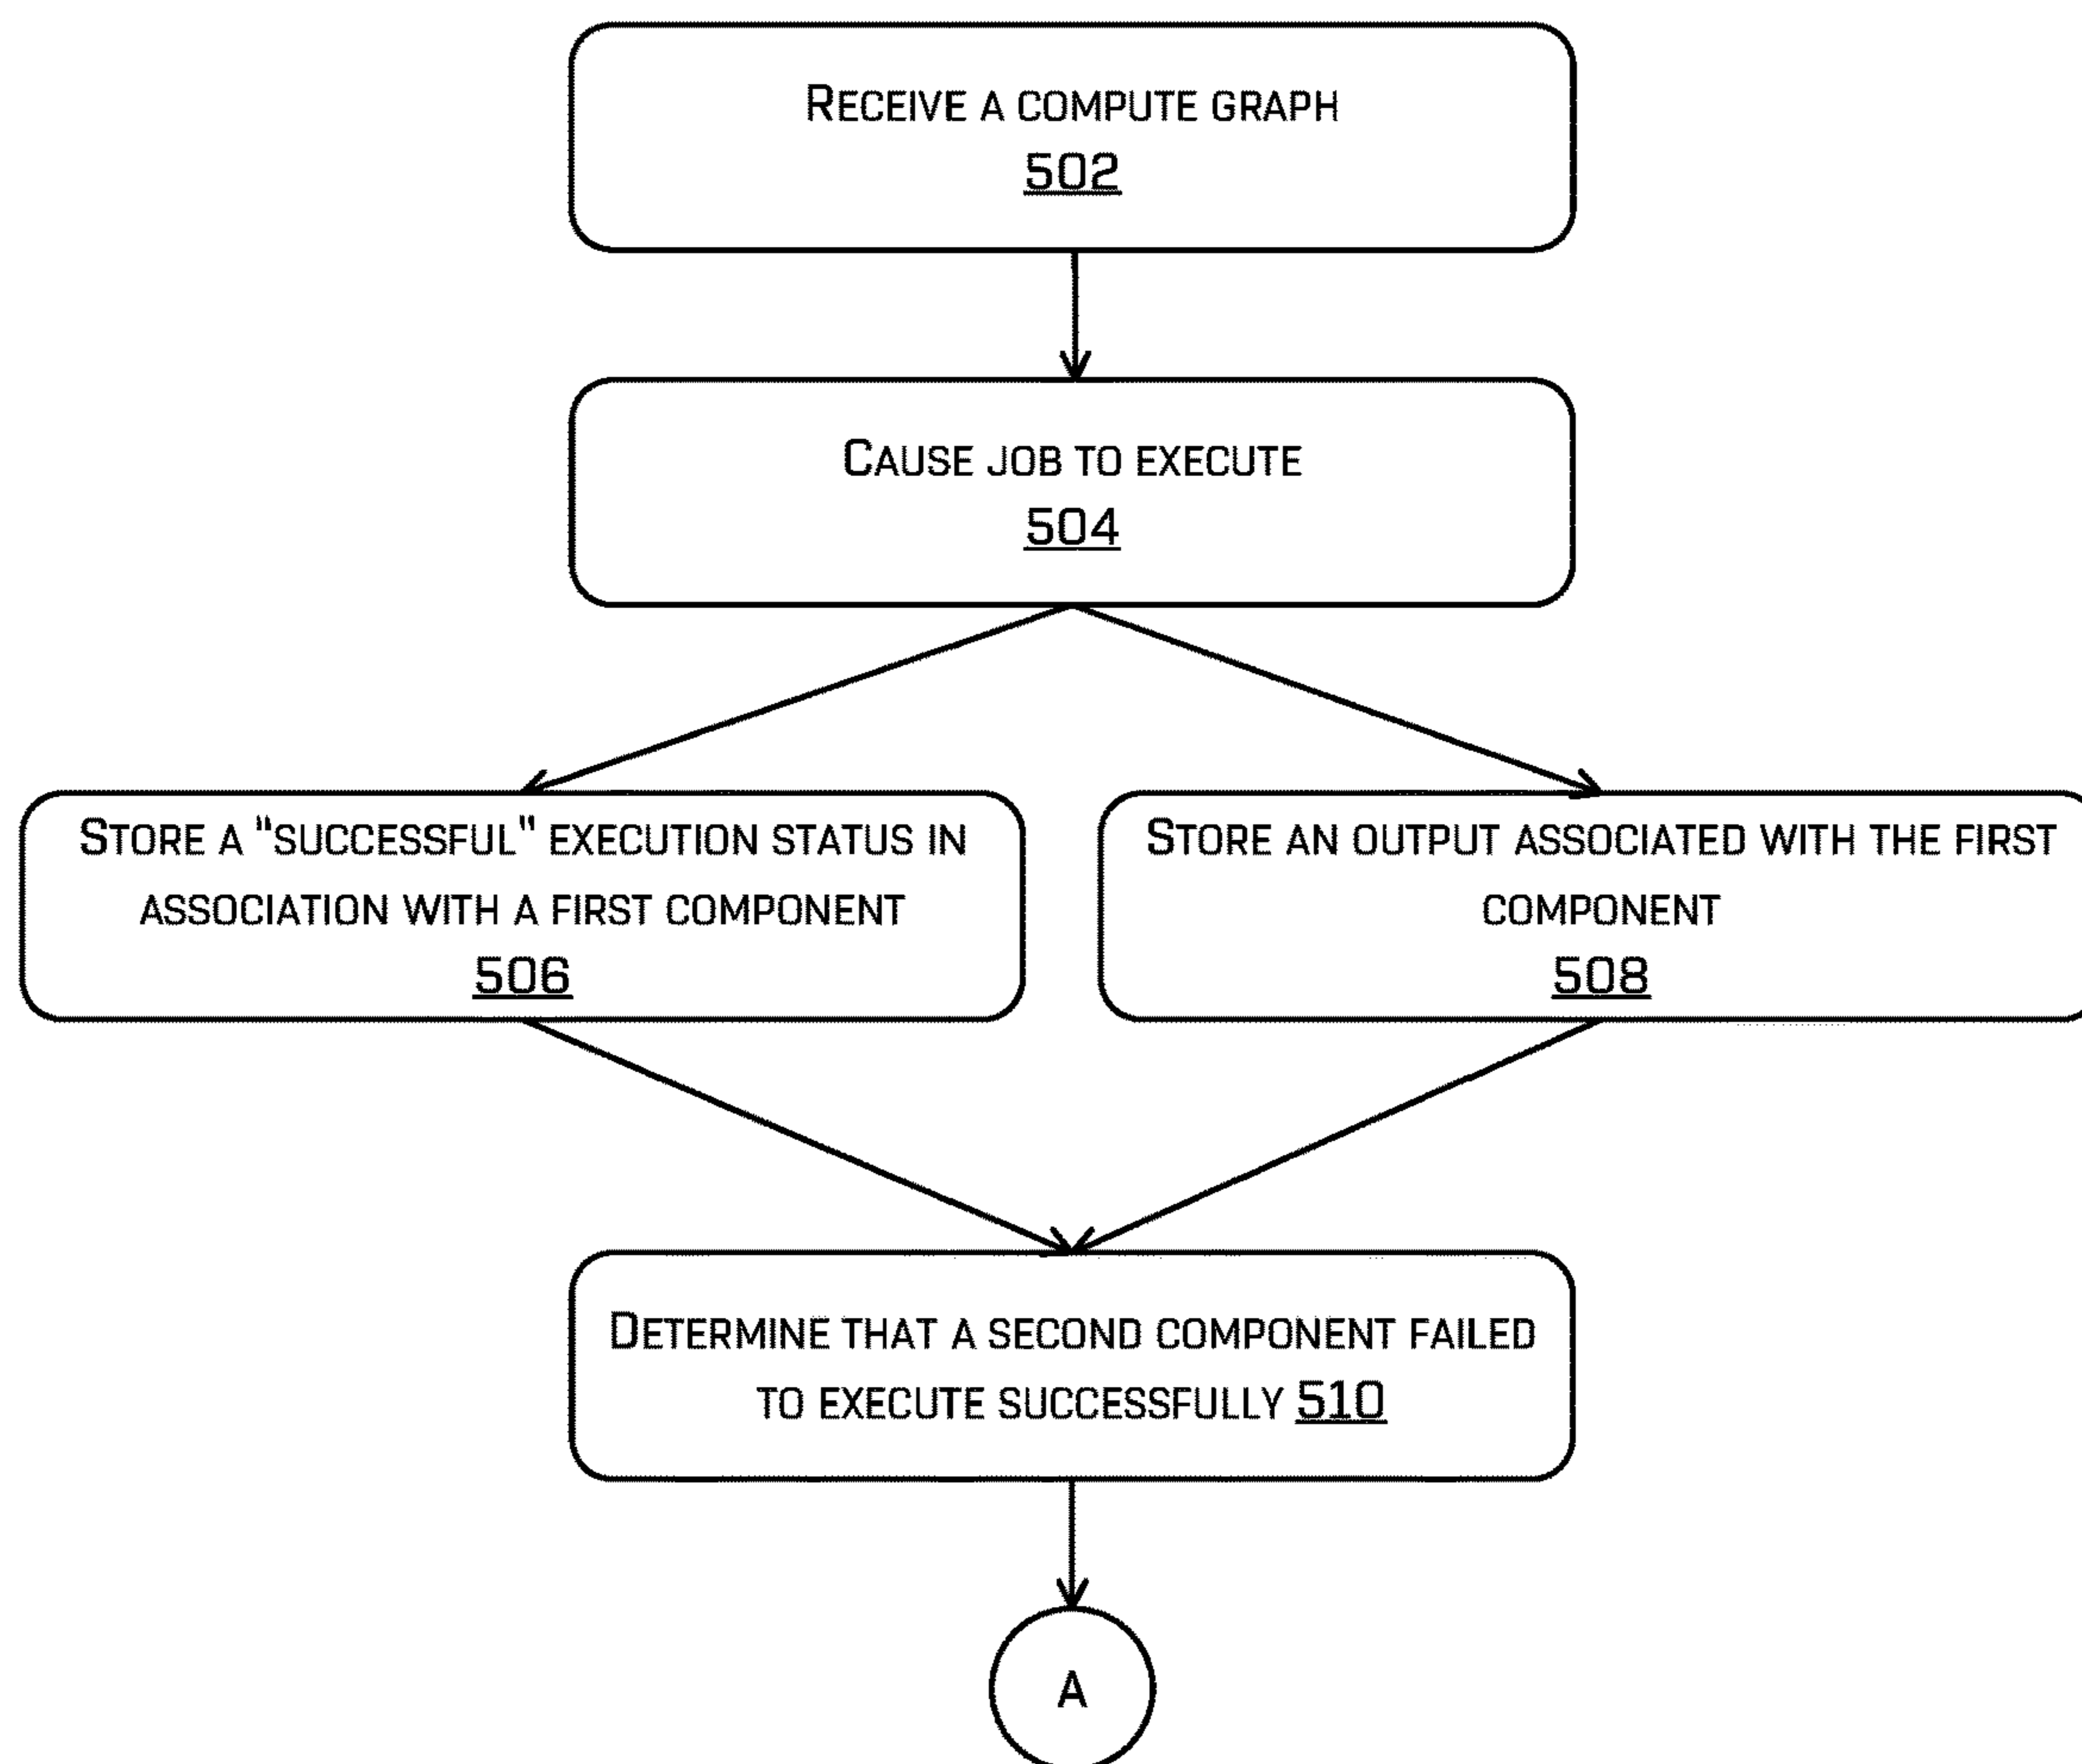 Receive a compute graph
502
Cause job to execute
504
Store a "successful" execution status in
association with a first component
506
Store an output associated with the first
component
508
Determine that a second component failed
to execute successfully 510
A